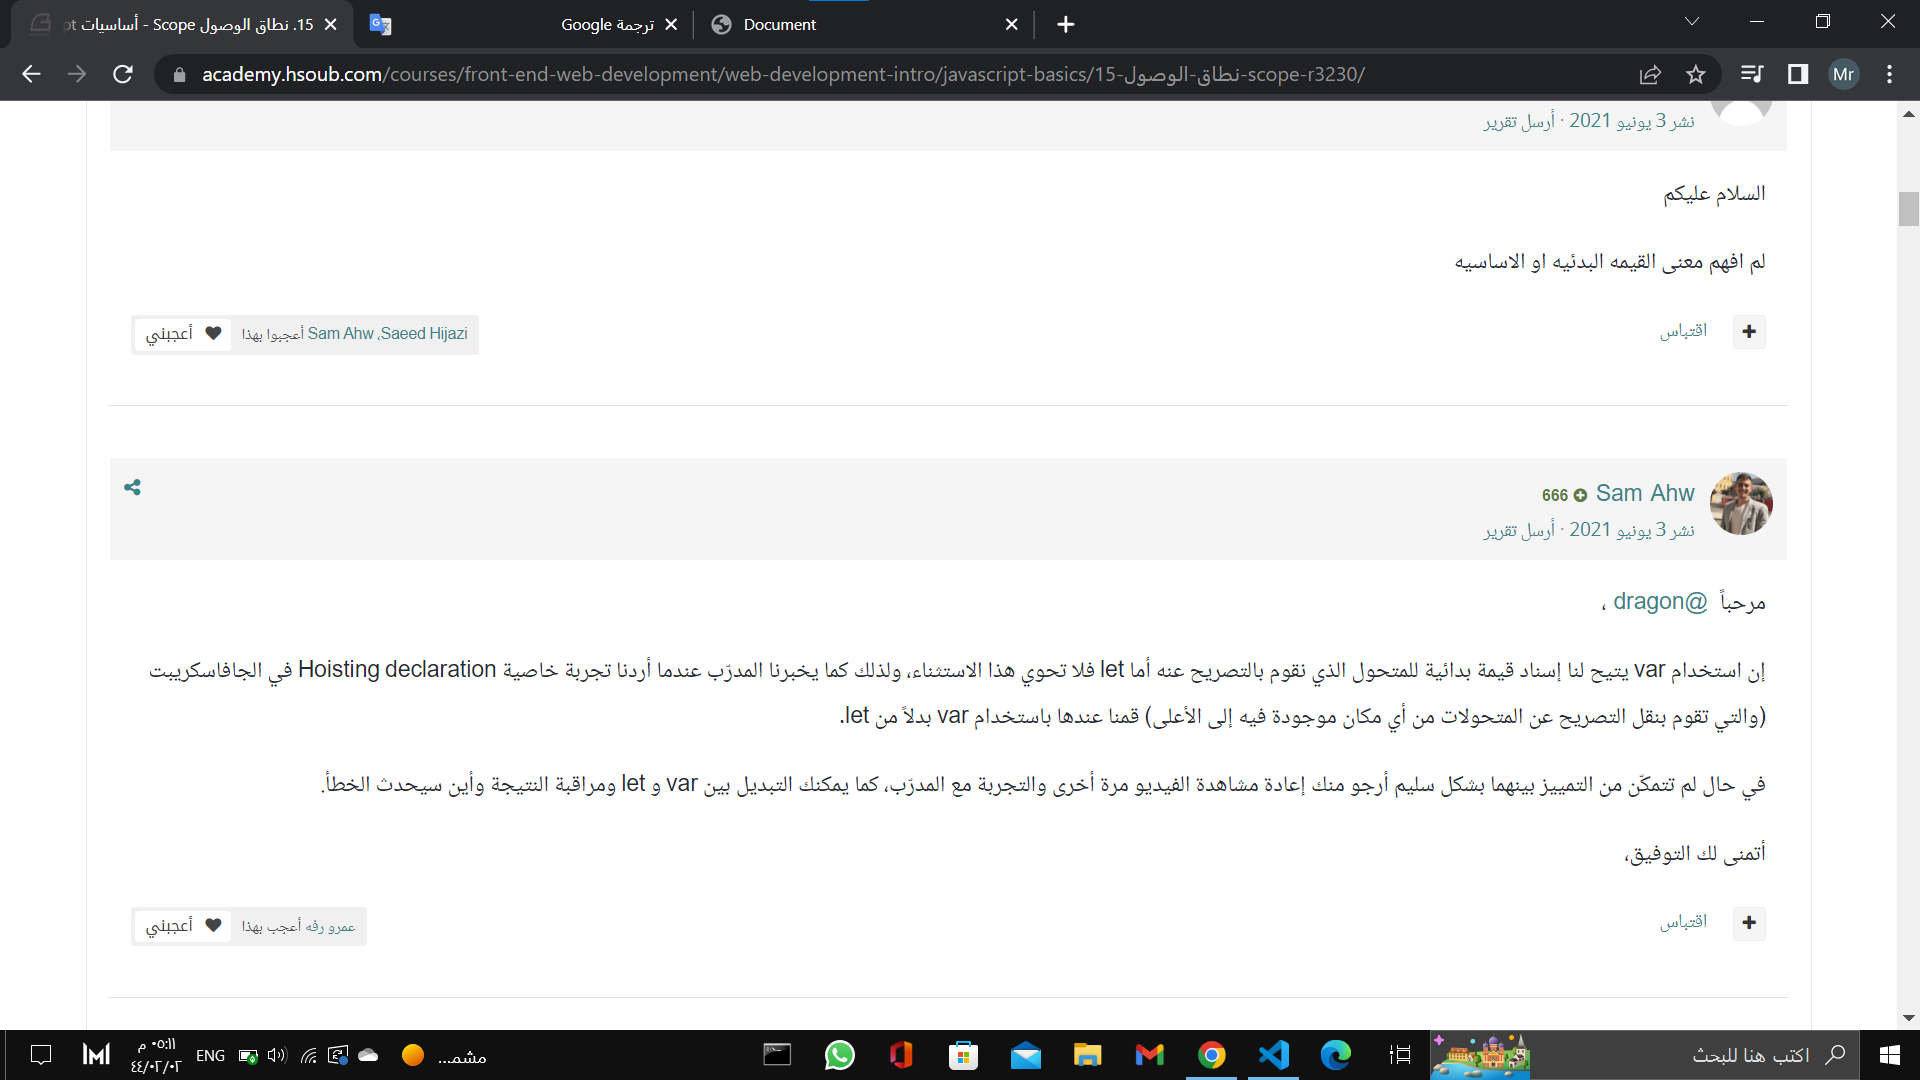 15. نطاق الوصول Scope - أساسيات pt
ترجمة Google
Document
academy.hsoub.com/courses/front-end-web-development/web-development-intro/javascript-basics/15-نطاق-الوصول-scope-r3230/
Mr
نشر 3 يونيو 2021 · أرسل تقرير
السلام عليكم
لم افهم معنى القيمه البدئيه او الاساسيه
اقتباس
Sam Ahw ،Saeed Hijazi أعجبوا بهذا
أعجبني
Sam Ahw 666
نشر 3 يونيو 2021 · أرسل تقرير
مرحباً @dragon ،
إن استخدام var يتيح لنا إسناد قيمة بدائية للمتحول الذي نقوم بالتصريح عنه أما let فلا تحوي هذا الاستثناء، ولذلك كما يخبرنا المدرّب عندما أردنا تجربة خاصية Hoisting declaration في الجافاسكريبت
(والتي تقوم بنقل التصريح عن المتحولات من أي مكان موجودة فيه إلى الأعلى) قمنا عندها باستخدام var بدلاً من let.
في حال لم تتمكّن من التمييز بينهما بشكل سليم أرجو منك إعادة مشاهدة الفيديو مرة أخرى والتجربة مع المدرّب، كما يمكنك التبديل بين var و let ومراقبة النتيجة وأين سيحدث الخطأ.
أتمنى لك التوفيق،
اقتباس
عمرو رفه أعجب بهذا
أعجبني
اكتب هنا للبحث
مشمـ...
ENG
٠٥:١١ م
٤٤/٠٢/٠٢